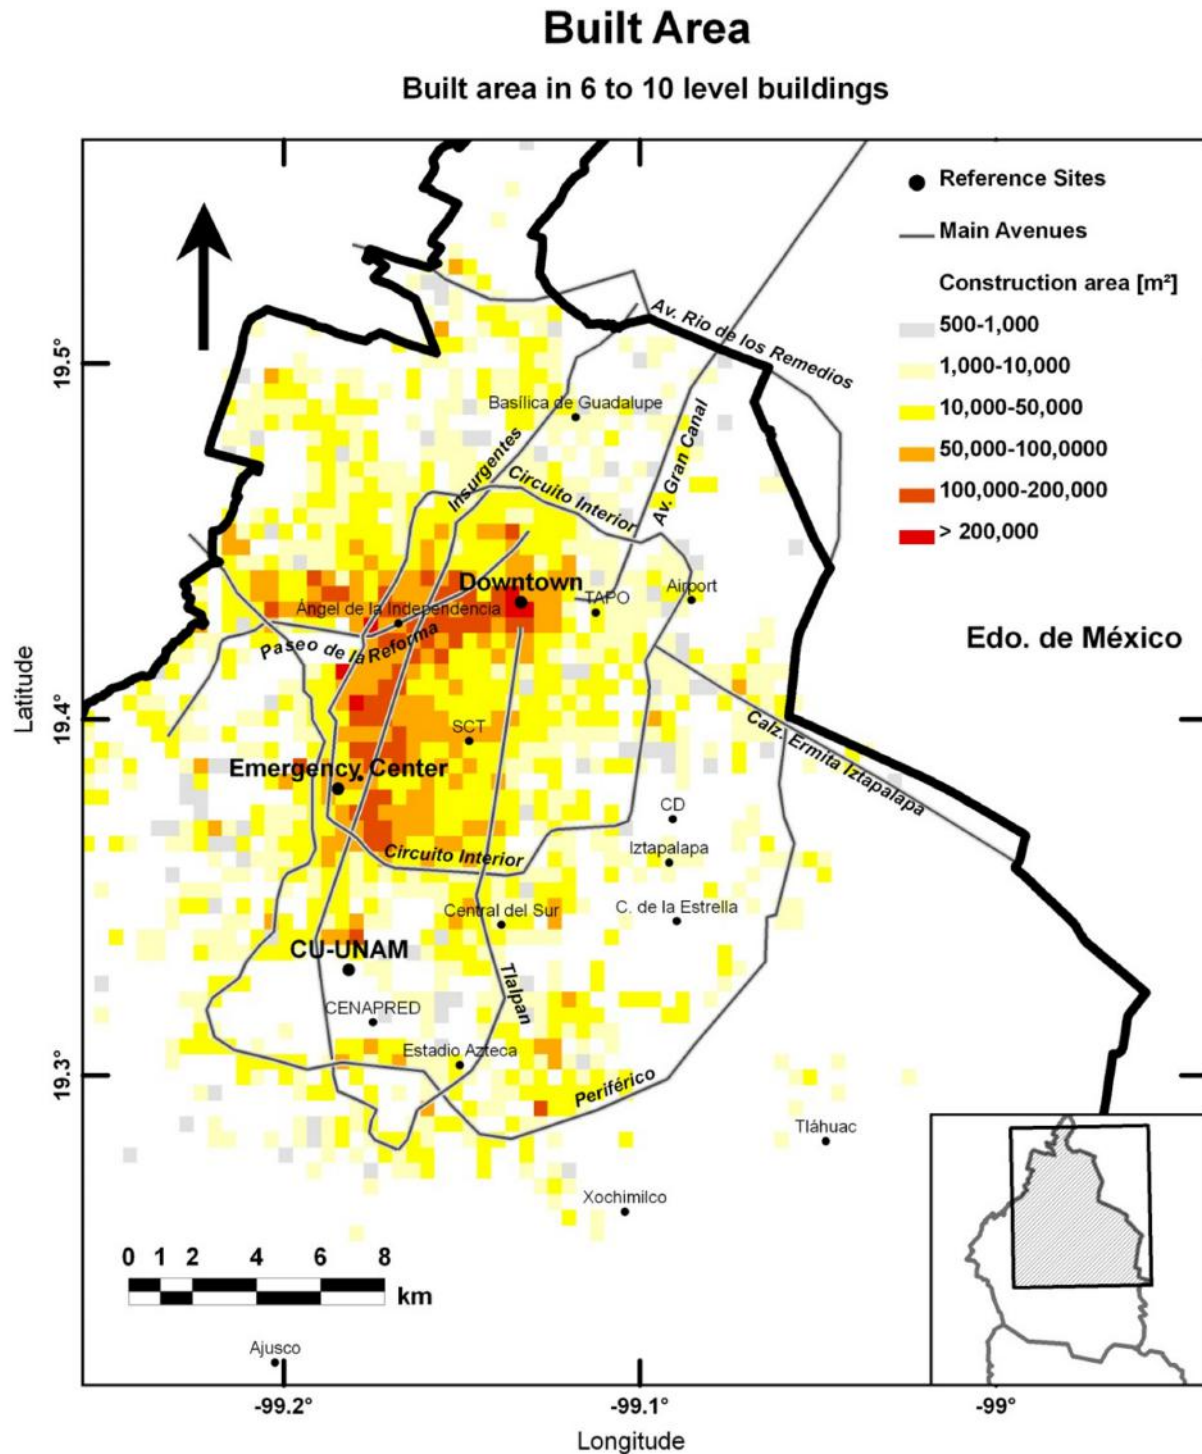 Built Area
Built area in 6 to 10 level buildings
Reference Sites
Main Avenues
Construction area [m²]
500-1,000
1,000-10,000
10,000-50,000
50,000-100,0000
100,000-200,000
> 200,000
Av. Rio de los Remedios
Basílica de Guadalupe
Insurgentes
Av. Gran Canal
Circuito Interior
Downtown
TAPO
Airport
Ángel de la Independencia
Paseo de la Reforma
Edo. de México
SCT
Calz. Ermita Iztapalapa
Emergency Center
CD
Iztapalapa
Circuito Interior
Central del Sur
C. de la Estrella
CU-UNAM
Tlalpan
CENAPRED
Estadio Azteca
Periférico
Tláhuac
Xochimilco
0 1 2 4 6 8
km
Ajusco
19.5°
19.4°
19.3°
Latitude
-99.2° -99.1° -99°
Longitude